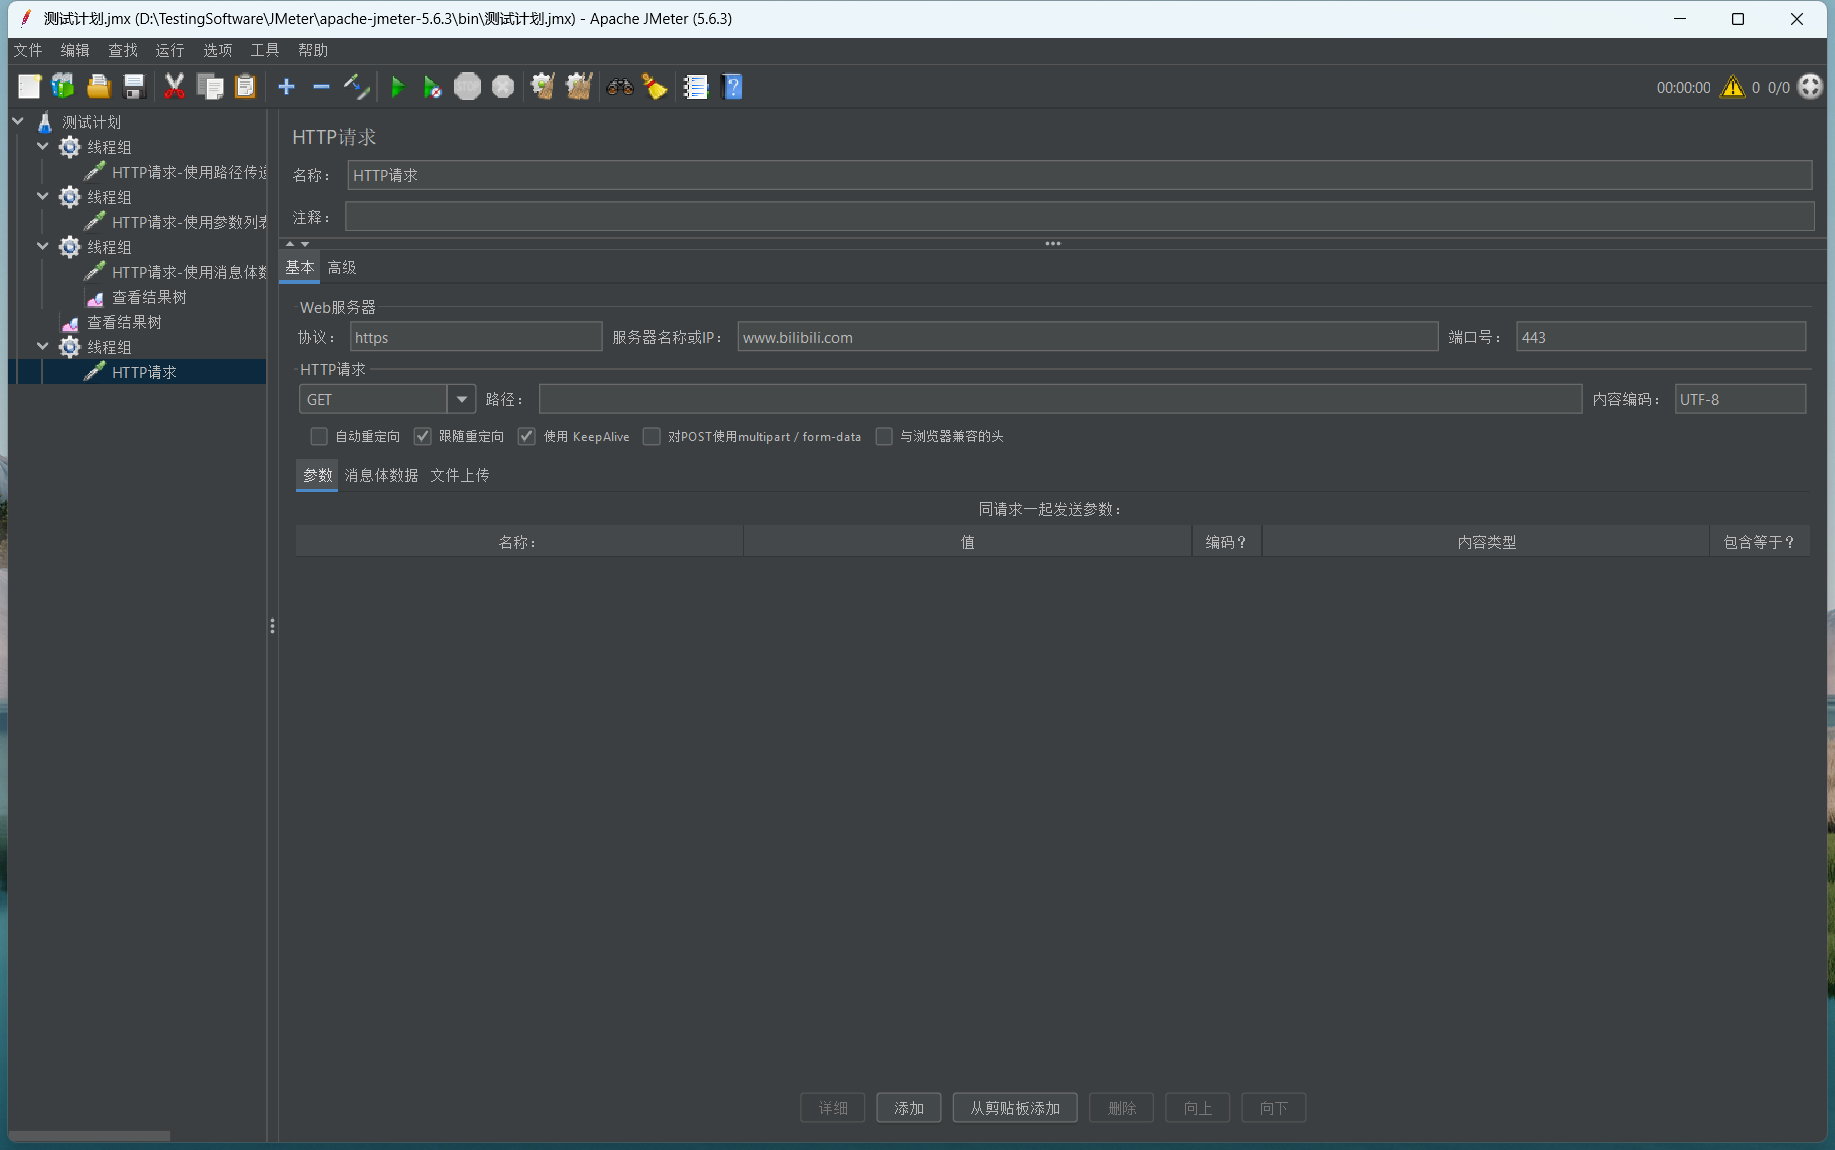 测试计划.jmx (D:\TestingSoftware\JMeter\apache-jmeter-5.6.3\bin\测试计划.jmx) - Apache JMeter (5.6.3)
文件 编辑 查找 运行 选项 工具 帮助
STOP
00:00:00 0 0/0
测试计划
线程组
HTTP请求-使用路径传
线程组
HTTP请求-使用参数列表
线程组
HTTP请求-使用消息体数
查看结果树
查看结果树
线程组
HTTP请求
HTTP请求
名称： HTTP请求
注释：
基本 高级
Web服务器
协议： https 服务器名称或IP： www.bilibili.com 端口号： 443
HTTP请求
GET 路径： 内容编码： UTF-8
自动重定向 跟随重定向 使用 KeepAlive 对POST使用multipart / form-data 与浏览器兼容的头
参数 消息体数据 文件上传
同请求一起发送参数：
名称： 值 编码？ 内容类型 包含等于？
详细 添加 从剪贴板添加 删除 向上 向下